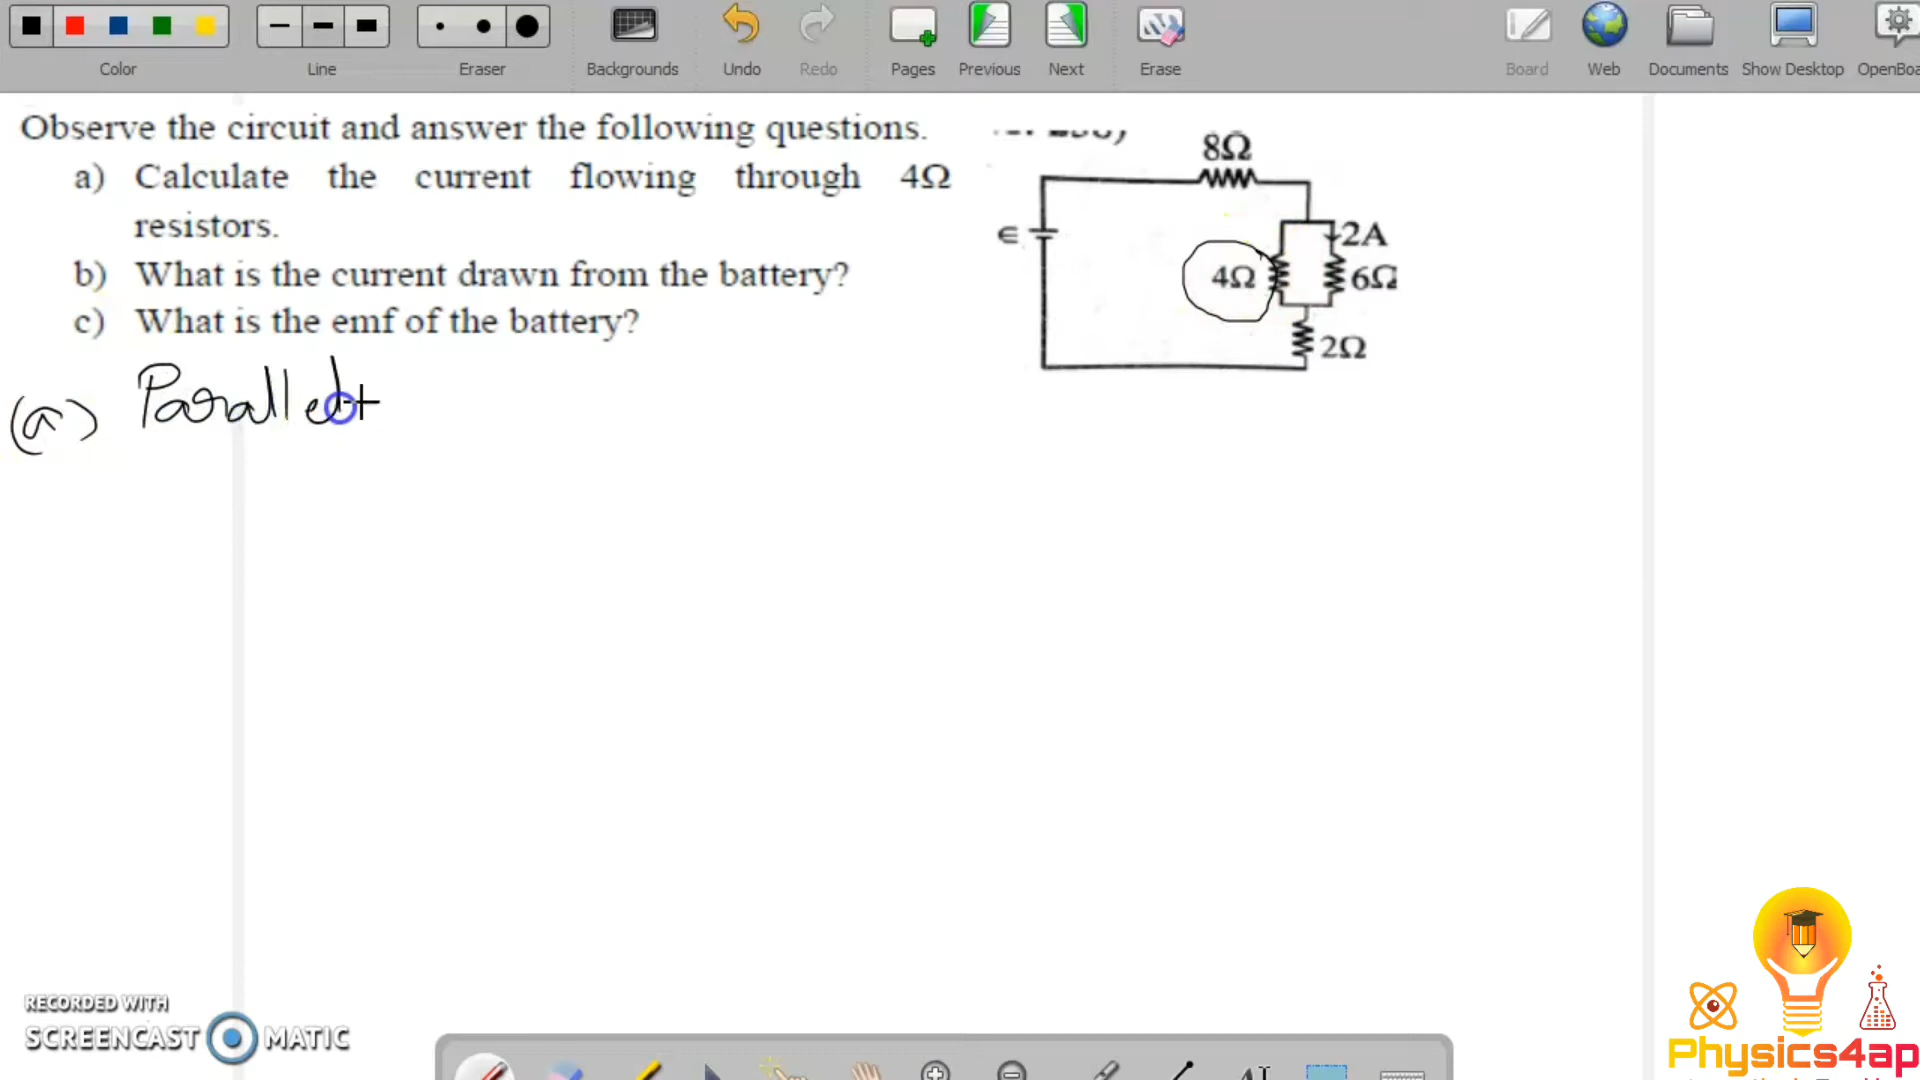 Color
Line
Eraser
Backgrounds
Undo
Redo
Pages
Previous
Next
Erase
Board
Web
Documents
Show Desktop
OpenBoa
Observe the circuit and answer the following questions.
a) Calculate the current flowing through 4Ω
resistors.
b) What is the current drawn from the battery?
c) What is the emf of the battery?
8Ω
∈
2A
4Ω
6Ω
2Ω
(a) Parallel
RECORDED WITH
SCREENCAST MATIC
Physics4ap